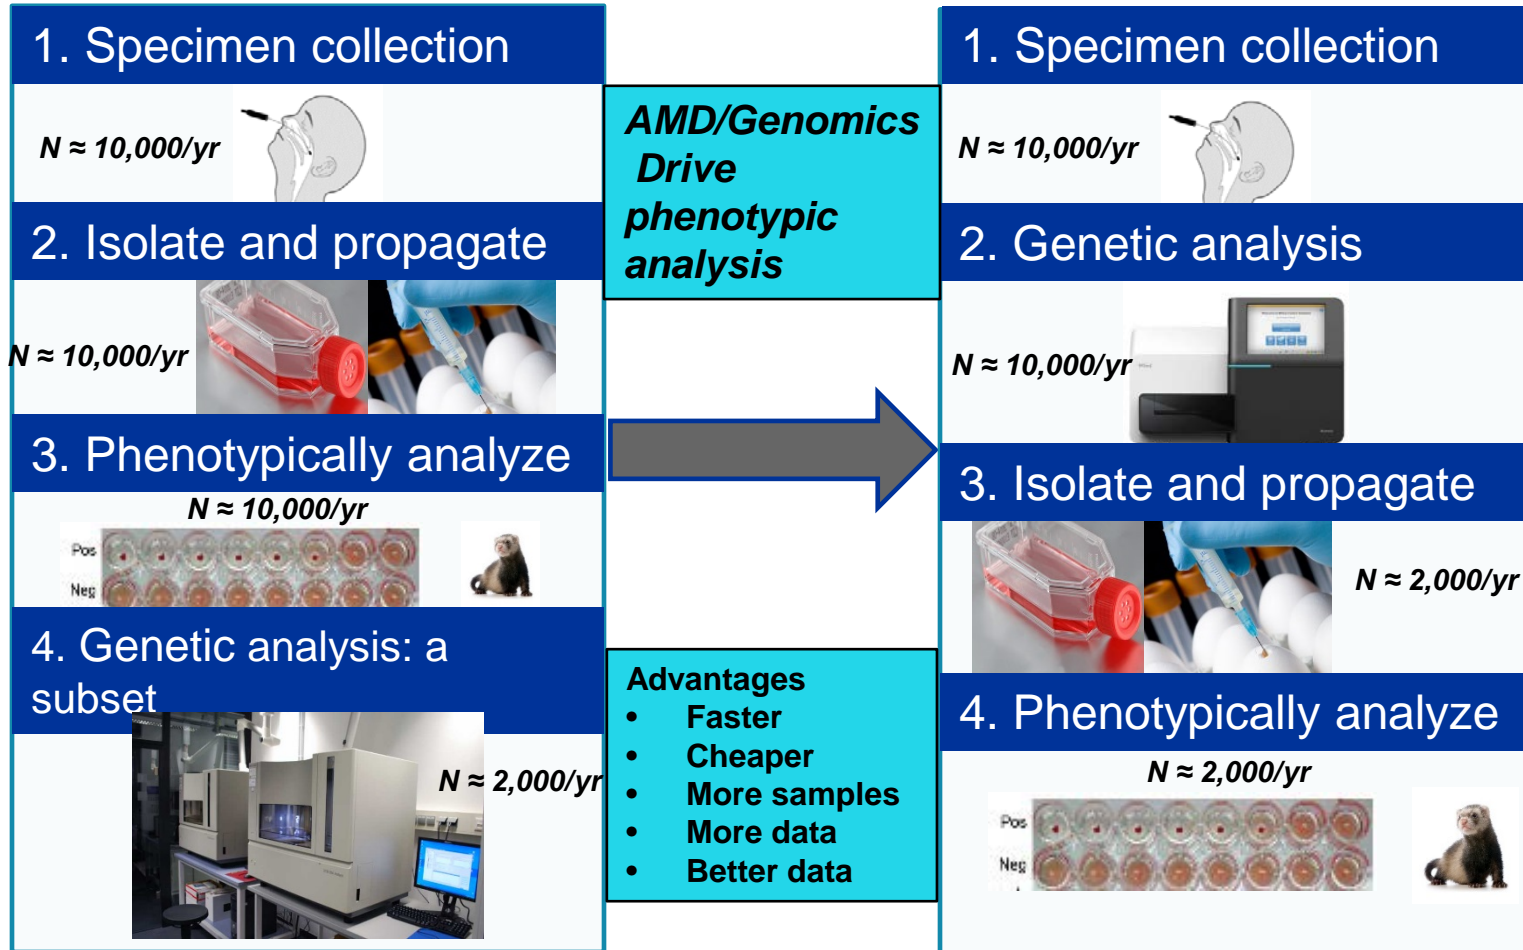 1. Specimen collection
N ≈ 10,000/yr
2. Isolate and propagate
N ≈ 10,000/yr
3. Phenotypically analyze
N ≈ 10,000/yr
Pos
Neg
4. Genetic analysis: a
subset
N ≈ 2,000/yr
AMD/Genomics
Drive
phenotypic
analysis
Advantages
• Faster
• Cheaper
• More samples
• More data
• Better data
1. Specimen collection
N ≈ 10,000/yr
2. Genetic analysis
N ≈ 10,000/yr
3. Isolate and propagate
N ≈ 2,000/yr
4. Phenotypically analyze
N ≈ 2,000/yr
Pos
Neg